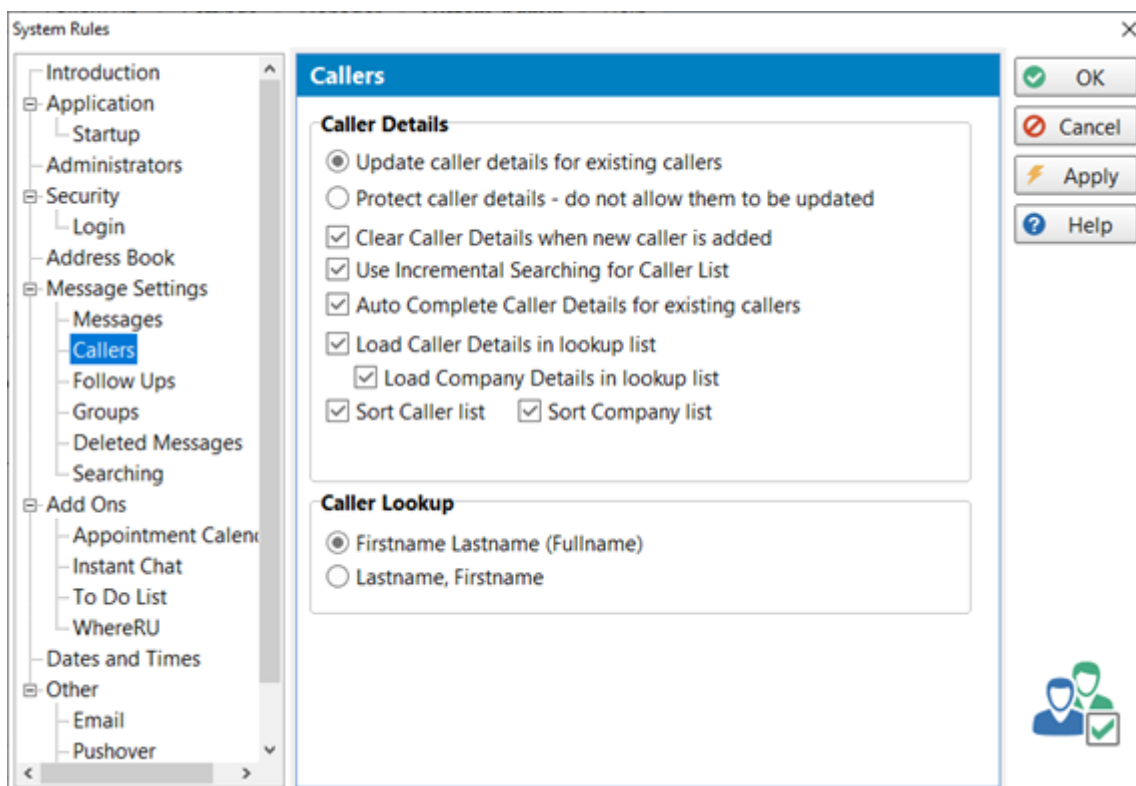 System Rules
Introduction
Application
Startup
Administrators
Security
Login
Address Book
Message Settings
Messages
Callers
Follow Ups
Groups
Deleted Messages
Searching
Add Ons
Appointment Calen
Instant Chat
To Do List
WhereRU
Dates and Times
Other
Email
Pushover
Callers
Caller Details
Update caller details for existing callers
Protect caller details - do not allow them to be updated
Clear Caller Details when new caller is added
Use Incremental Searching for Caller List
Auto Complete Caller Details for existing callers
Load Caller Details in lookup list
Load Company Details in lookup list
Sort Caller list Sort Company list
Caller Lookup
Firstname Lastname (Fullname)
Lastname, Firstname
OK
Cancel
Apply
Help